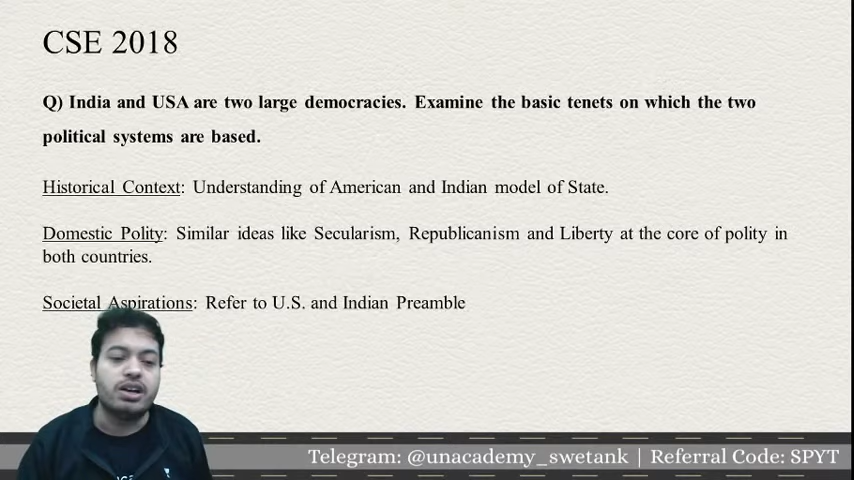 CSE 2018
Q) India and USA are two large democracies. Examine the basic tenets on which the two
political systems are based.
Historical Context: Understanding of American and Indian model of State.
Domestic Polity: Similar ideas like Secularism, Republicanism and Liberty at the core of polity in
both countries.
Societal Aspirations: Refer to U.S. and Indian Preamble
Telegram: @unacademy_swetank | Referral Code: SPYT